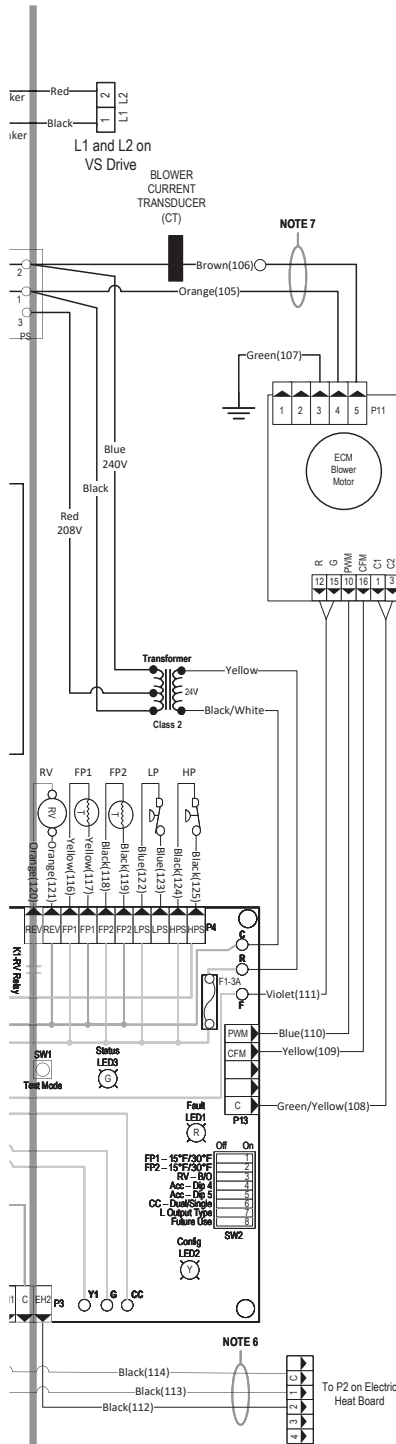 ker
Red
2
L2
ker
Black
1
L1
L1 and L2 on
VS Drive
BLOWER
CURRENT
TRANSDUCER
(CT)
NOTE 7
2
Brown(106)
1
Orange(105)
3
PS
Green(107)
1 2 3 4 5
P11
ECM
Blower
Motor
Blue
240V
Black
Red
208V
R G PWM CFM C1 C2
12 15 10 16 1 3
Transformer
Yellow
24V
Black/White
Class 2
RV FP1 FP2 LP HP
RV
T
T
Orange(120)
Orange(121)
Yellow(116)
Yellow(117)
Black(118)
Black(119)
Blue(122)
Blue(123)
Black(124)
Black(125)
REV REV FP1 FP1 FP2 FP2 LPS LPS HPS HPS
P4
K1-RV Relay
C
R
F1-3A
F
Violet(111)
PWM
Blue(110)
CFM
Yellow(109)
C
Green/Yellow(108)
P13
SW1
Test Mode
Status
LED3
G
Fault
LED1
R
Off On
FP1 – 15°F/30°F 1
FP2 – 15°F/30°F 2
RV – B/O 3
Acc – Dip 4 4
Acc – Dip 5 5
CC – Dual/Single 6
L Output Type 7
Future Use 8
SW2
Config
LED2
Y
C
EH2
P3
Y1
G
CC
NOTE 6
Black(114)
Black(113)
Black(112)
C
1
2
3
4
To P2 on Electric
Heat Board